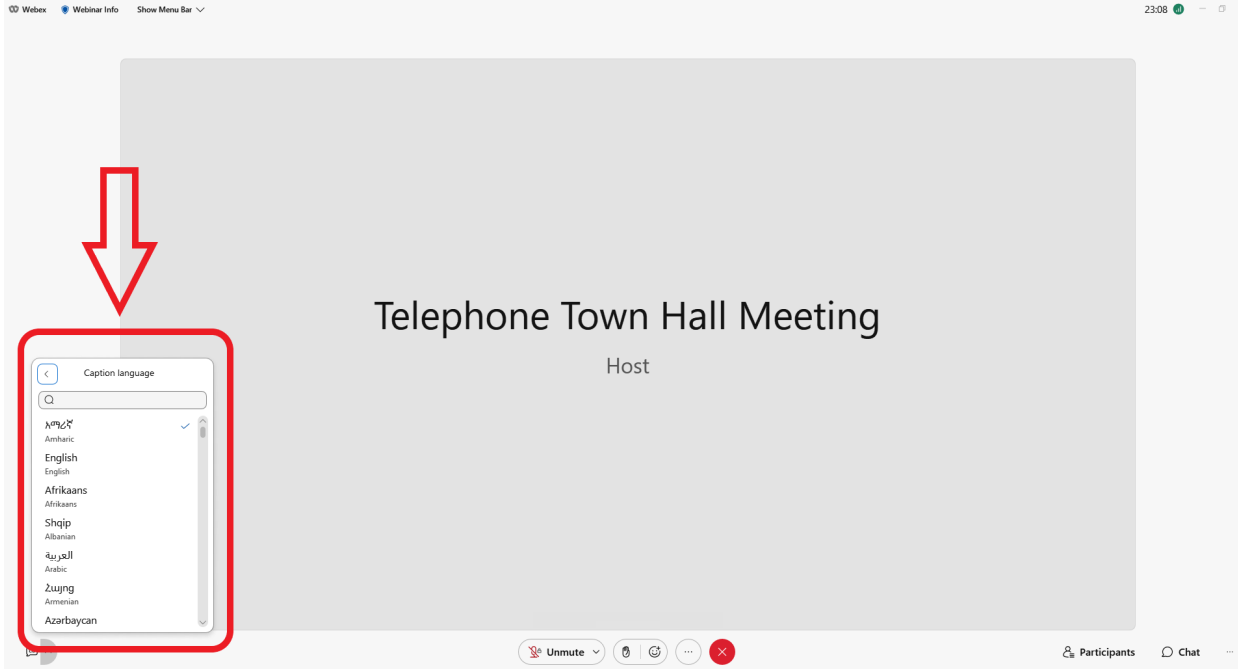 Webex Webinar Info Show Menu Bar 23:08
Telephone Town Hall Meeting
Host
Caption language
አማርኛ
Amharic
English
English
Afrikaans
Afrikaans
Shqip
Albanian
العربية
Arabic
Հայոց
Armenian
Azərbaycan
Unmute Participants Chat